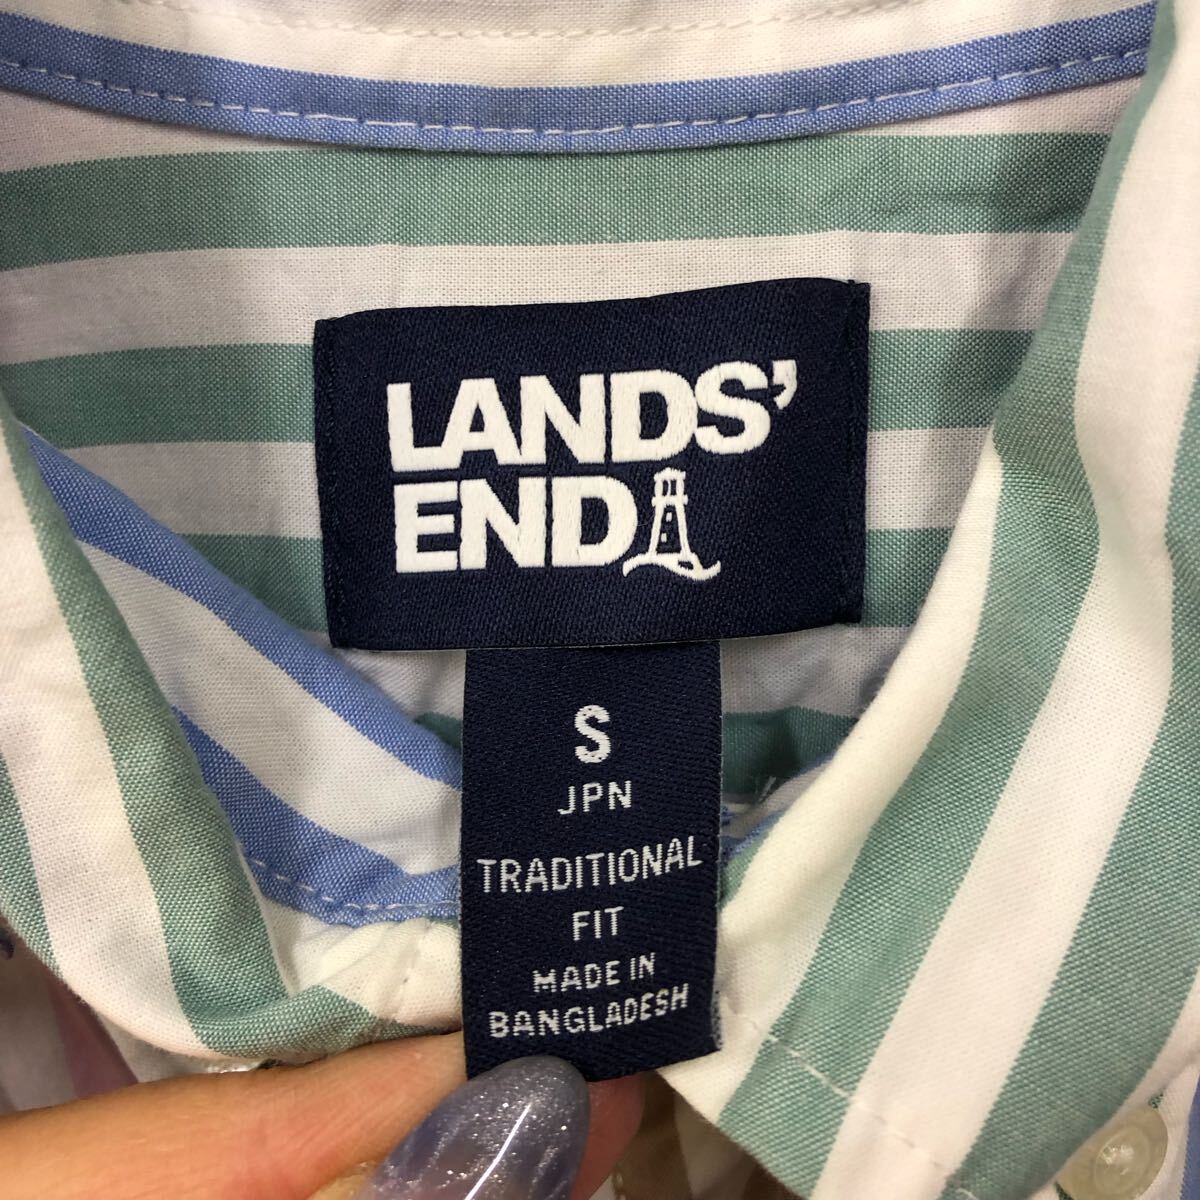 LANDS'
END
S
JPN
TRADITIONAL
FIT
MADE IN
BANGLADESH